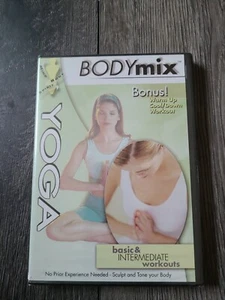 BODYmix™
Bonus!
Warm Up
Cool Down
Workout
YOGA
basic &
INTERMEDIATE
workouts
No Prior Experience Needed - Sculpt and Tone your Body